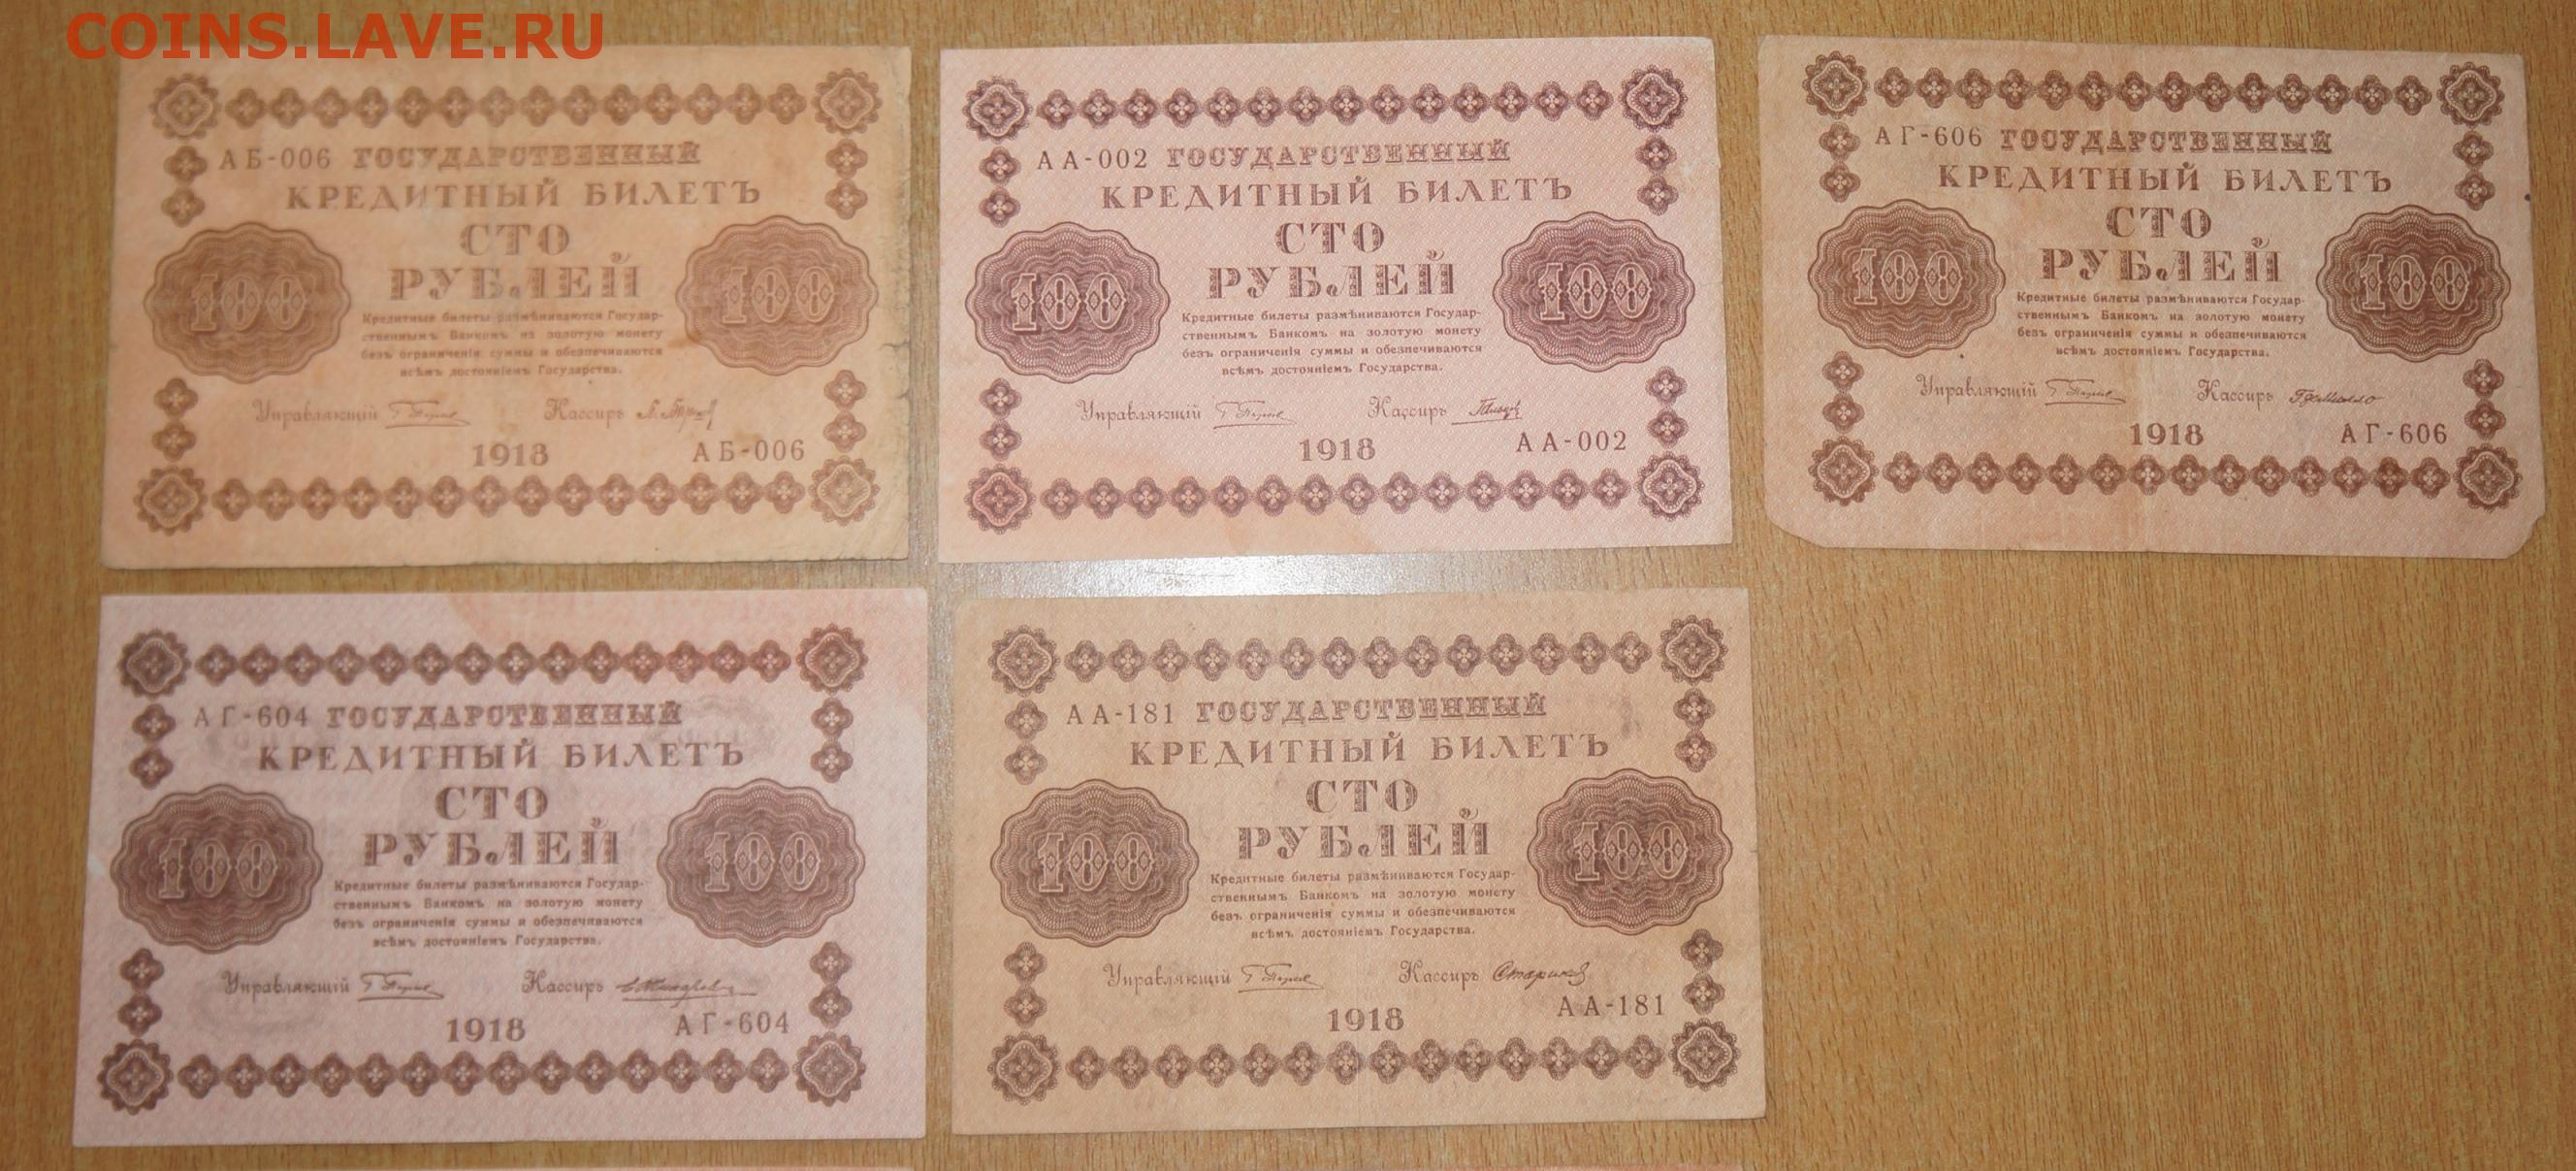 COINS.LAVE.RU
АБ-006 ГОСУДАРСТВЕННЫЙ
КРЕДИТНЫЙ БИЛЕТЪ
СТО
РУБЛЕЙ
100 100
Кредитные билеты размѣниваются Государ-
ственнымъ Банкомъ на золотую монету
безъ ограниченія суммы и обезпечиваются
всѣмъ достояніемъ Государства.
Управляющій Кассиръ
1918 АБ-006
АА-002 ГОСУДАРСТВЕННЫЙ
КРЕДИТНЫЙ БИЛЕТЪ
СТО
РУБЛЕЙ
100 100
Кредитные билеты размѣниваются Государ-
ственнымъ Банкомъ на золотую монету
безъ ограниченія суммы и обезпечиваются
всѣмъ достояніемъ Государства.
Управляющій Кассиръ
1918 АА-002
АГ-606 ГОСУДАРСТВЕННЫЙ
КРЕДИТНЫЙ БИЛЕТЪ
СТО
РУБЛЕЙ
100 100
Кредитные билеты размѣниваются Государ-
ственнымъ Банкомъ на золотую монету
безъ ограниченія суммы и обезпечиваются
всѣмъ достояніемъ Государства.
Управляющій Кассиръ
1918 АГ-606
АГ-604 ГОСУДАРСТВЕННЫЙ
КРЕДИТНЫЙ БИЛЕТЪ
СТО
РУБЛЕЙ
100 100
Кредитные билеты размѣниваются Государ-
ственнымъ Банкомъ на золотую монету
безъ ограниченія суммы и обезпечиваются
всѣмъ достояніемъ Государства.
Управляющій Кассиръ
1918 АГ-604
АА-181 ГОСУДАРСТВЕННЫЙ
КРЕДИТНЫЙ БИЛЕТЪ
СТО
РУБЛЕЙ
100 100
Кредитные билеты размѣниваются Государ-
ственнымъ Банкомъ на золотую монету
безъ ограниченія суммы и обезпечиваются
всѣмъ достояніемъ Государства.
Управляющій Кассиръ Стариков
1918 АА-181